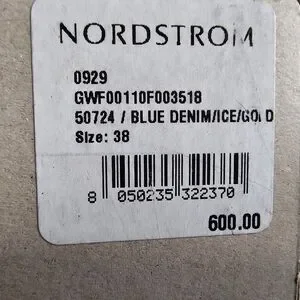 NORDSTROM
0929
GWF00110F003518
50724 / BLUE DENIM/ICE/GOLD
Size: 38
8 050235 322370
600.00